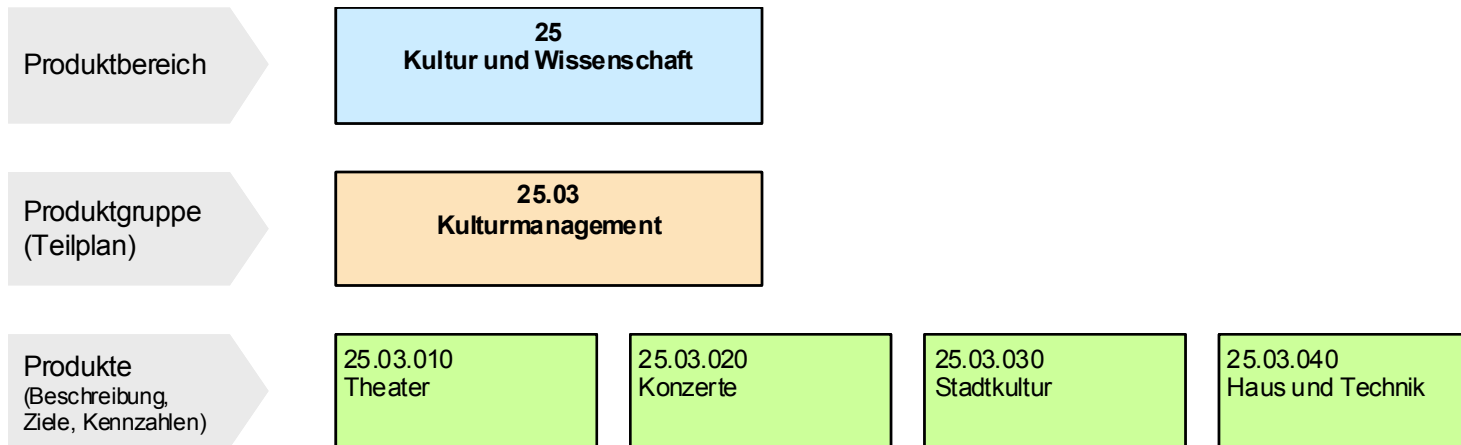 Produktbereich
25
Kultur und Wissenschaft
Produktgruppe
(Teilplan)
25.03
Kulturmanagement
Produkte
(Beschreibung,
Ziele, Kennzahlen)
25.03.010
Theater
25.03.020
Konzerte
25.03.030
Stadtkultur
25.03.040
Haus und Technik